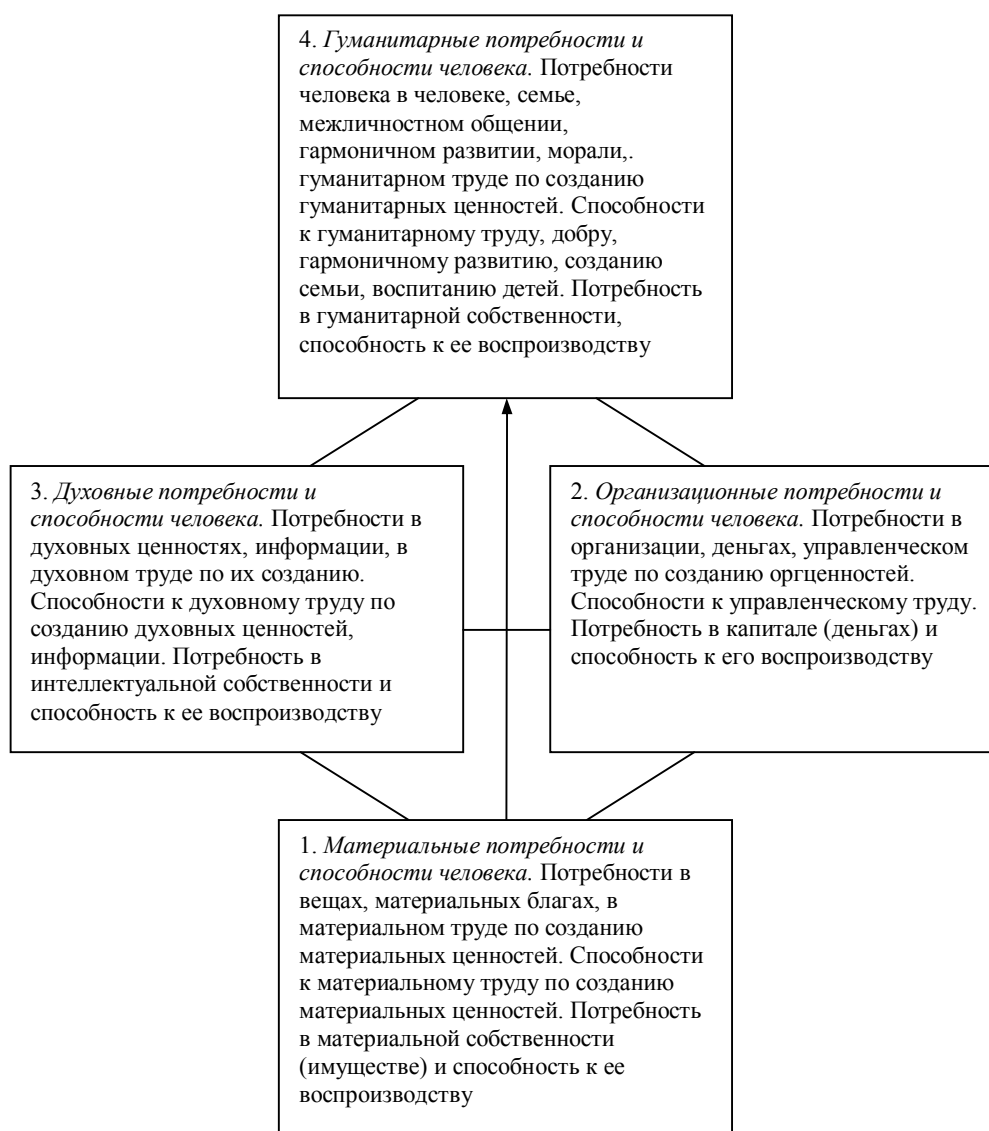 4. Гуманитарные потребности и
способности человека. Потребности
человека в человеке, семье,
межличностном общении,
гармоничном развитии, морали,.
гуманитарном труде по созданию
гуманитарных ценностей. Способности
к гуманитарному труду, добру,
гармоничному развитию, созданию
семьи, воспитанию детей. Потребность
в гуманитарной собственности,
способность к ее воспроизводству
3. Духовные потребности и
способности человека. Потребности в
духовных ценностях, информации, в
духовном труде по их созданию.
Способности к духовному труду по
созданию духовных ценностей,
информации. Потребность в
интеллектуальной собственности и
способность к ее воспроизводству
2. Организационные потребности и
способности человека. Потребности в
организации, деньгах, управленческом
труде по созданию оргценностей.
Способности к управленческому труду.
Потребность в капитале (деньгах) и
способность к его воспроизводству
1. Материальные потребности и
способности человека. Потребности в
вещах, материальных благах, в
материальном труде по созданию
материальных ценностей. Способности
к материальному труду по созданию
материальных ценностей. Потребность
в материальной собственности
(имуществе) и способность к ее
воспроизводству